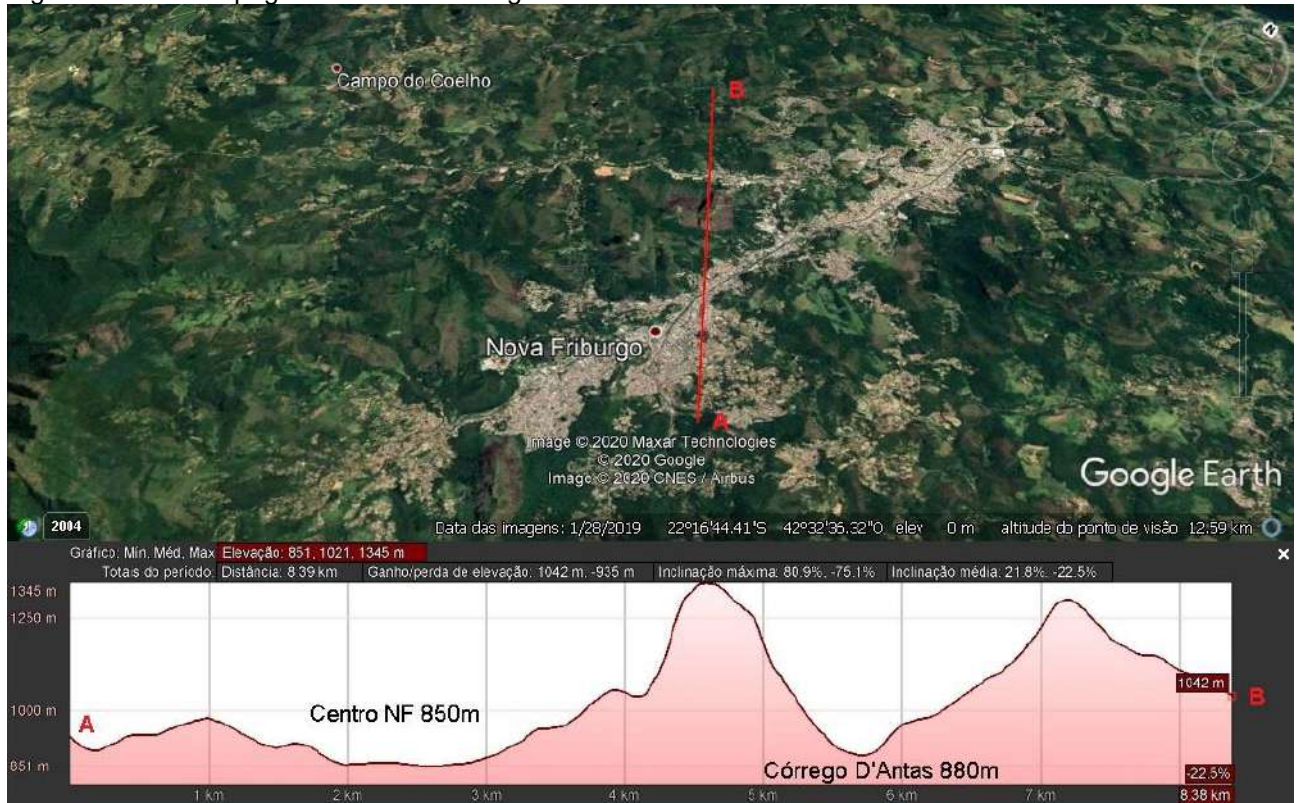 N
Campo do Coelho
B
Nova Friburgo
A
Image © 2020 Maxar Technologies
© 2020 Google
Image © 2020 CNES / Airbus
Google Earth
2004
Data das imagens: 1/28/2019 22°16'44.41"S 42°32'36.32"O elev 0 m altitude do ponto de visão 12.59 km
Gráfico: Mín, Méd, Max Elevação: 851, 1021, 1345 m
Totais do período: Distância: 8.39 km Ganho/perda de elevação: 1042 m, -935 m Inclinação máxima: 80.9%, -75.1% Inclinação média: 21.8%, -22.5%
1345 m
1250 m
1000 m
851 m
A
Centro NF 850m
Córrego D'Antas 880m
1042 m
B
-22.5%
1 km 2 km 3 km 4 km 5 km 6 km 7 km 8.38 km